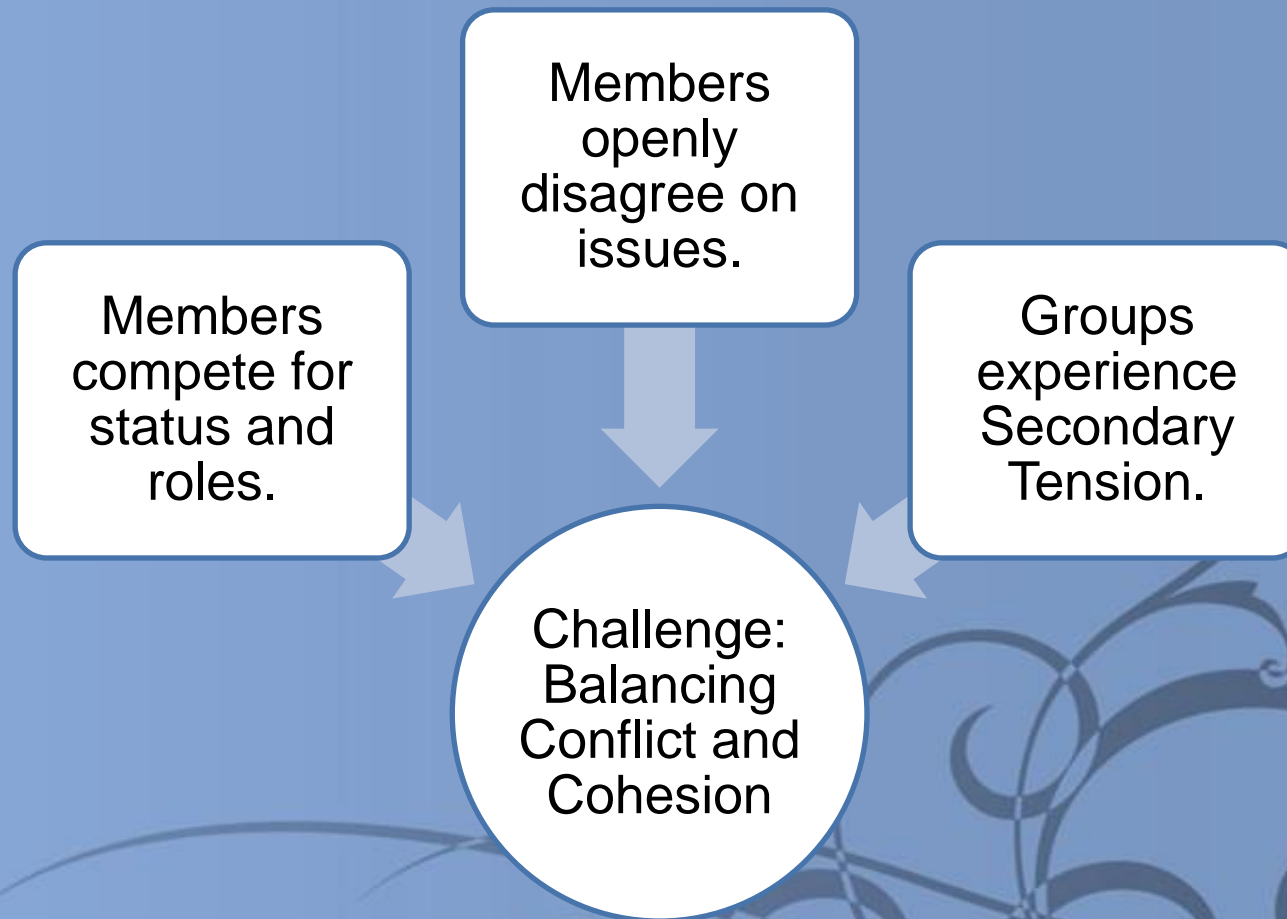 Members
openly
disagree on
issues.
Members
compete for
status and
roles.
Groups
experience
Secondary
Tension.
Challenge:
Balancing
Conflict and
Cohesion